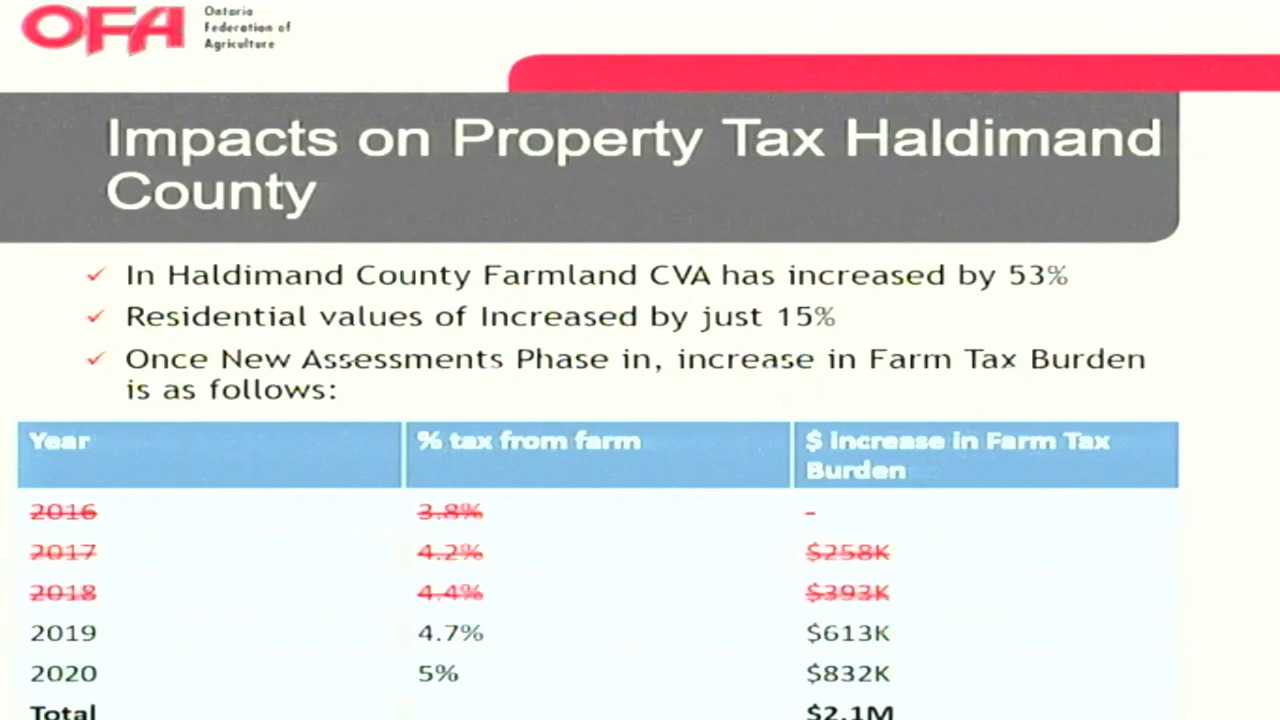 OFA
Ontario
Federation of
Agriculture
Impacts on Property Tax Haldimand
County
✓ In Haldimand County Farmland CVA has increased by 53%
✓ Residential values of Increased by just 15%
✓ Once New Assessments Phase in, increase in Farm Tax Burden
is as follows:
Year % tax from farm $ increase in Farm Tax
Burden
2016 3.8% -
2017 4.2% $258K
2018 4.4% $393K
2019 4.7% $613K
2020 5% $832K
Total $2.1M